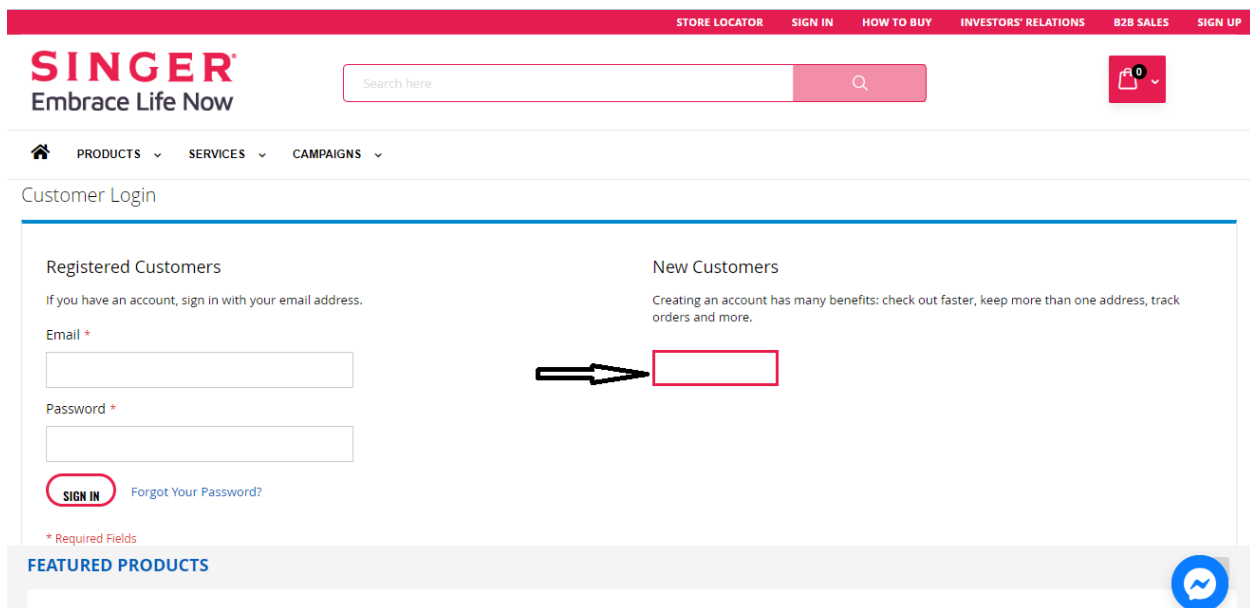 STORE LOCATOR SIGN IN HOW TO BUY INVESTORS' RELATIONS B2B SALES SIGN UP
SINGER
Embrace Life Now
Search here
0
PRODUCTS SERVICES CAMPAIGNS
Customer Login
Registered Customers
If you have an account, sign in with your email address.
Email *
Password *
SIGN IN Forgot Your Password?
* Required Fields
New Customers
Creating an account has many benefits: check out faster, keep more than one address, track
orders and more.
FEATURED PRODUCTS